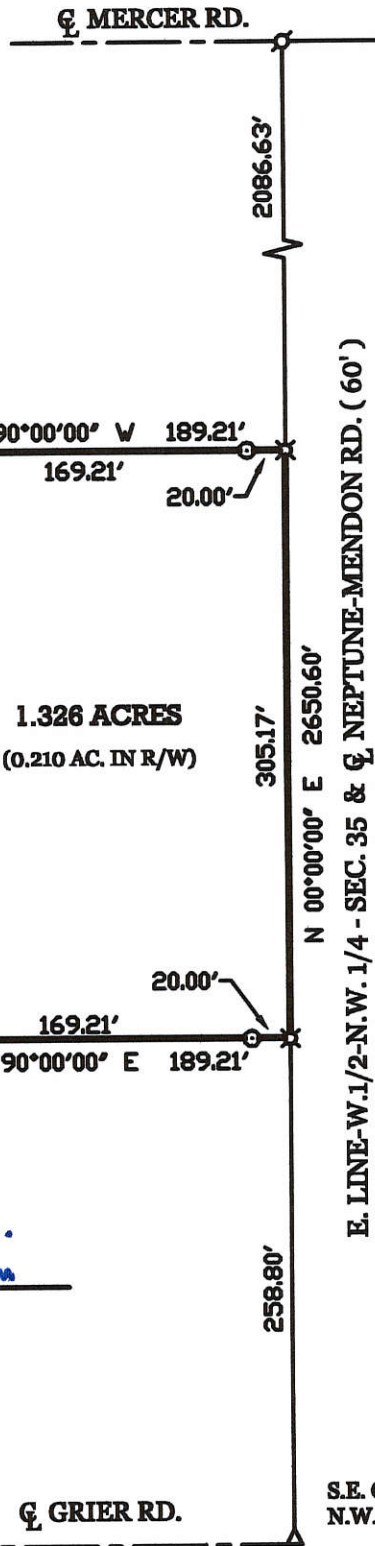 ℄ MERCER RD.
2086.63'
90°00'00" W 189.21'
169.21'
20.00'
1.326 ACRES
(0.210 AC. IN R/W)
305.17'
N 00°00'00" E 2650.60'
E. LINE-W.1/2-N.W. 1/4 - SEC. 35 & ℄ NEPTUNE-MENDON RD. ( 60' )
20.00'
169.21'
90°00'00" E 189.21'
258.80'
S.E.
N.W.
℄ GRIER RD.